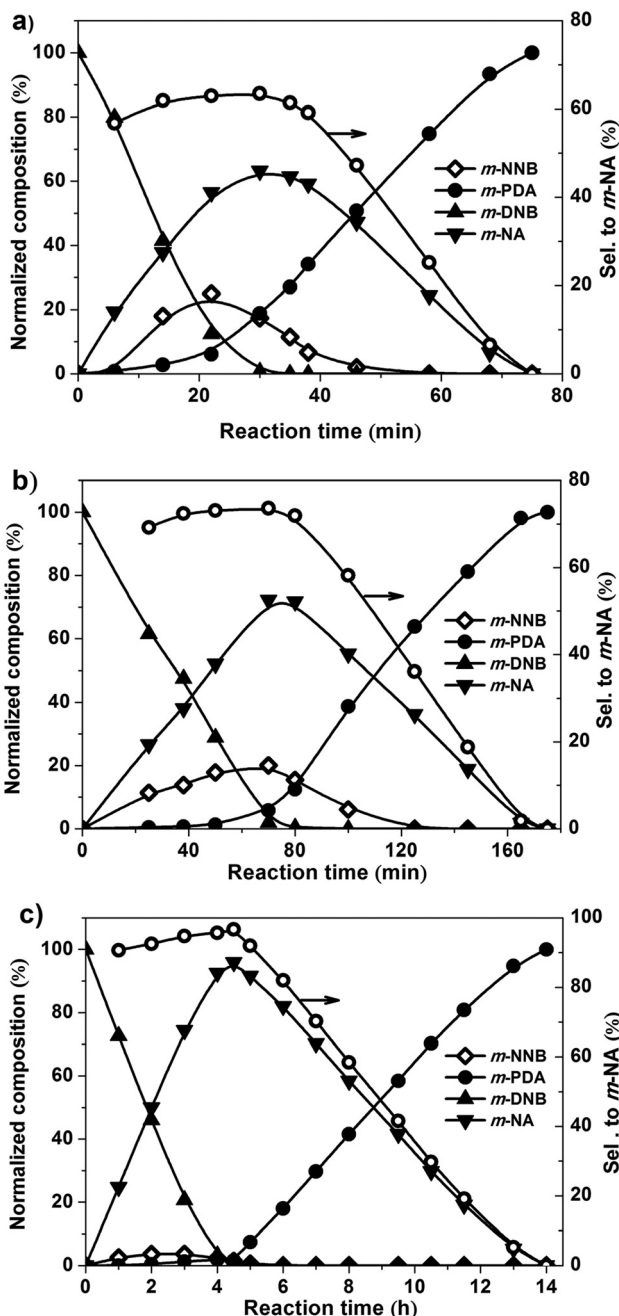 a)
100
80
60
40
20
0
Normalized composition (%)
80
60
40
20
0
Sel. to m-NA (%)
m-NNB
m-PDA
m-DNB
m-NA
0 20 40 60 80
Reaction time (min)
b)
100
80
60
40
20
0
Normalized composition (%)
80
60
40
20
0
Sel. to m-NA (%)
m-NNB
m-PDA
m-DNB
m-NA
0 40 80 120 160
Reaction time (min)
c)
100
80
60
40
20
0
Normalized composition (%)
100
80
60
40
20
0
Sel. to m-NA (%)
m-NNB
m-PDA
m-DNB
m-NA
0 2 4 6 8 10 12 14
Reaction time (h)